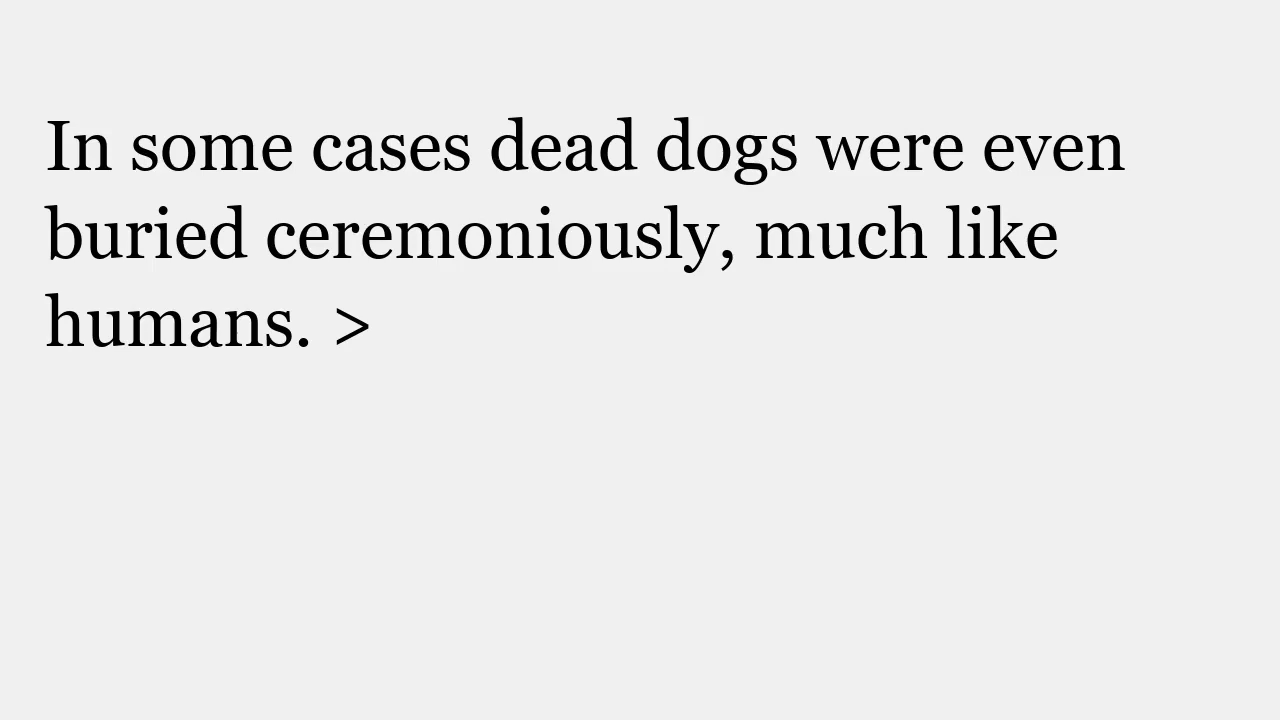 In some cases dead dogs were even
buried ceremoniously, much like
humans. >